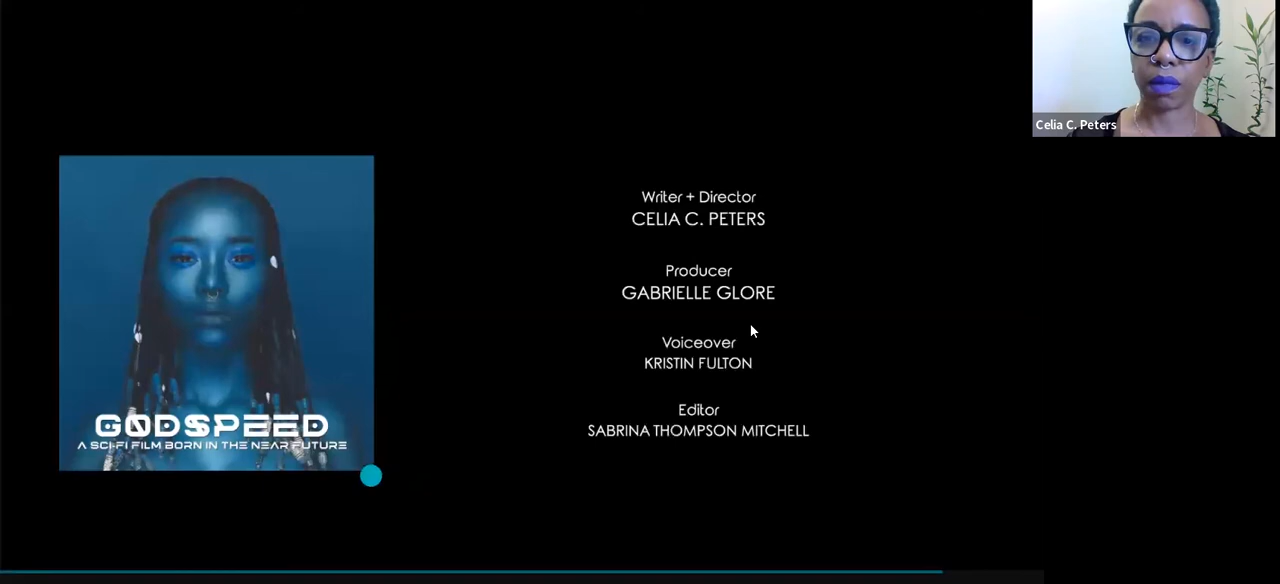 Celia C. Peters
Writer + Director
CELIA C. PETERS
Producer
GABRIELLE GLORE
Voiceover
KRISTIN FULTON
Editor
SABRINA THOMPSON MITCHELL
GODSPEED
A SCI-FI FILM BORN IN THE NEAR FUTURE